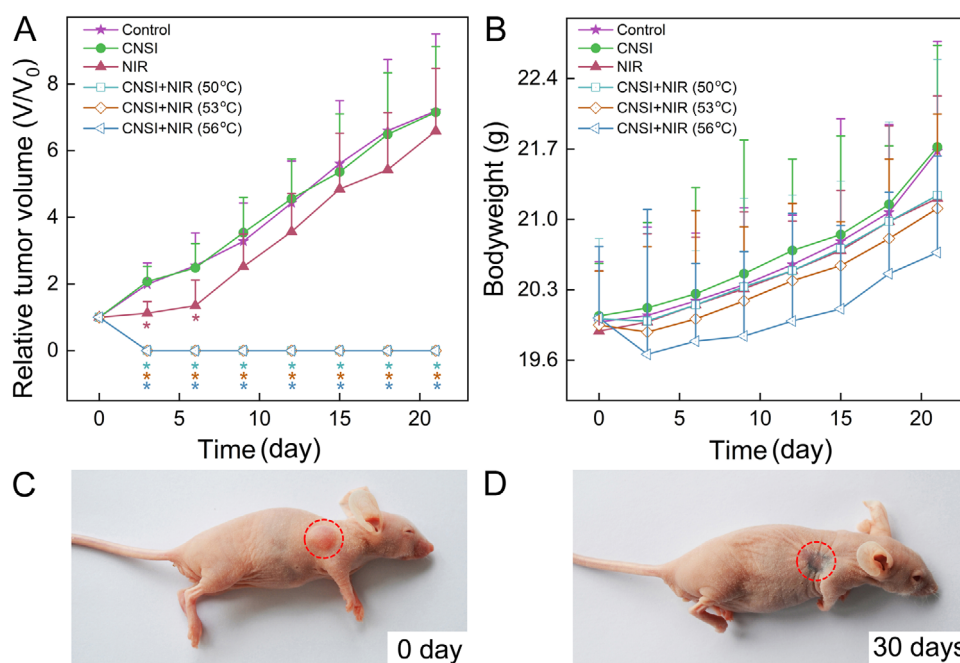 A
Relative tumor volume (V/V₀)
8
6
4
2
0
Control
CNSI
NIR
CNSI+NIR (50°C)
CNSI+NIR (53°C)
CNSI+NIR (56°C)
* *
* * * * * * *
* * * * * * *
* * * * * * *
0 5 10 15 20
Time (day)
B
Bodyweight (g)
22.4
21.7
21.0
20.3
19.6
Control
CNSI
NIR
CNSI+NIR (50°C)
CNSI+NIR (53°C)
CNSI+NIR (56°C)
0 5 10 15 20
Time (day)
C
0 day
D
30 days